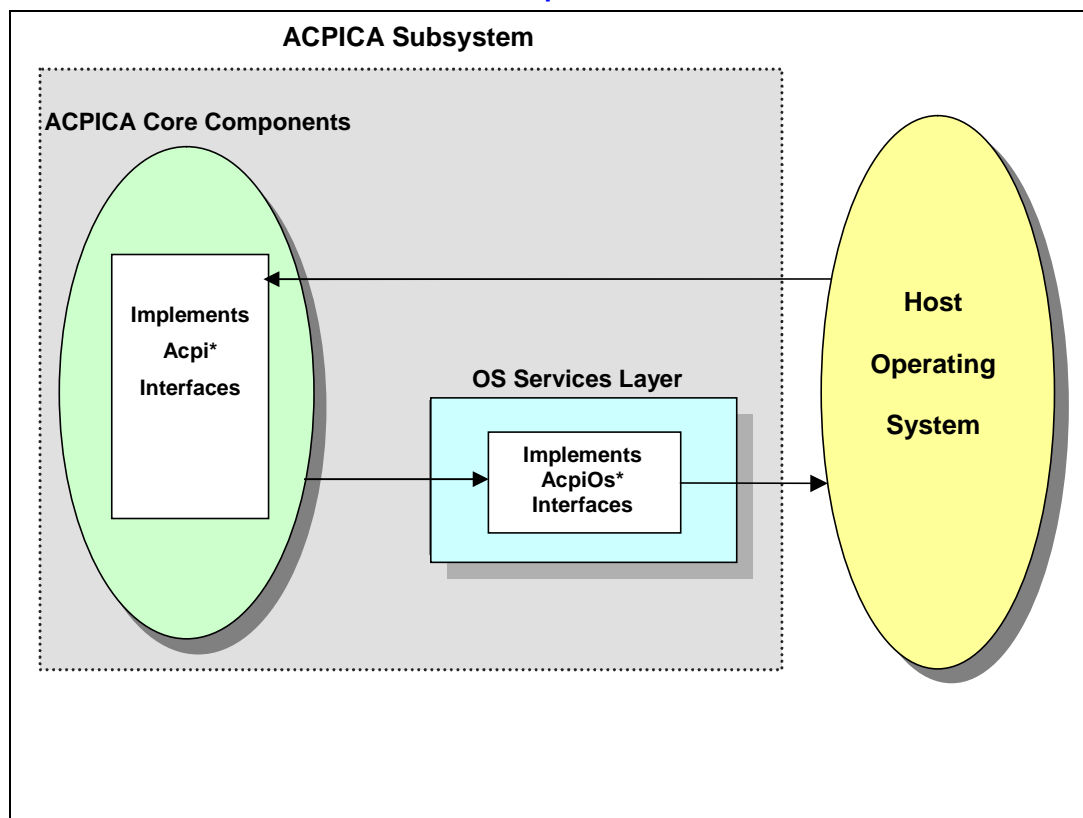 ACPICA Subsystem
ACPICA Core Components
Implements
Acpi*
Interfaces
OS Services Layer
Implements
AcpiOs*
Interfaces
Host
Operating
System